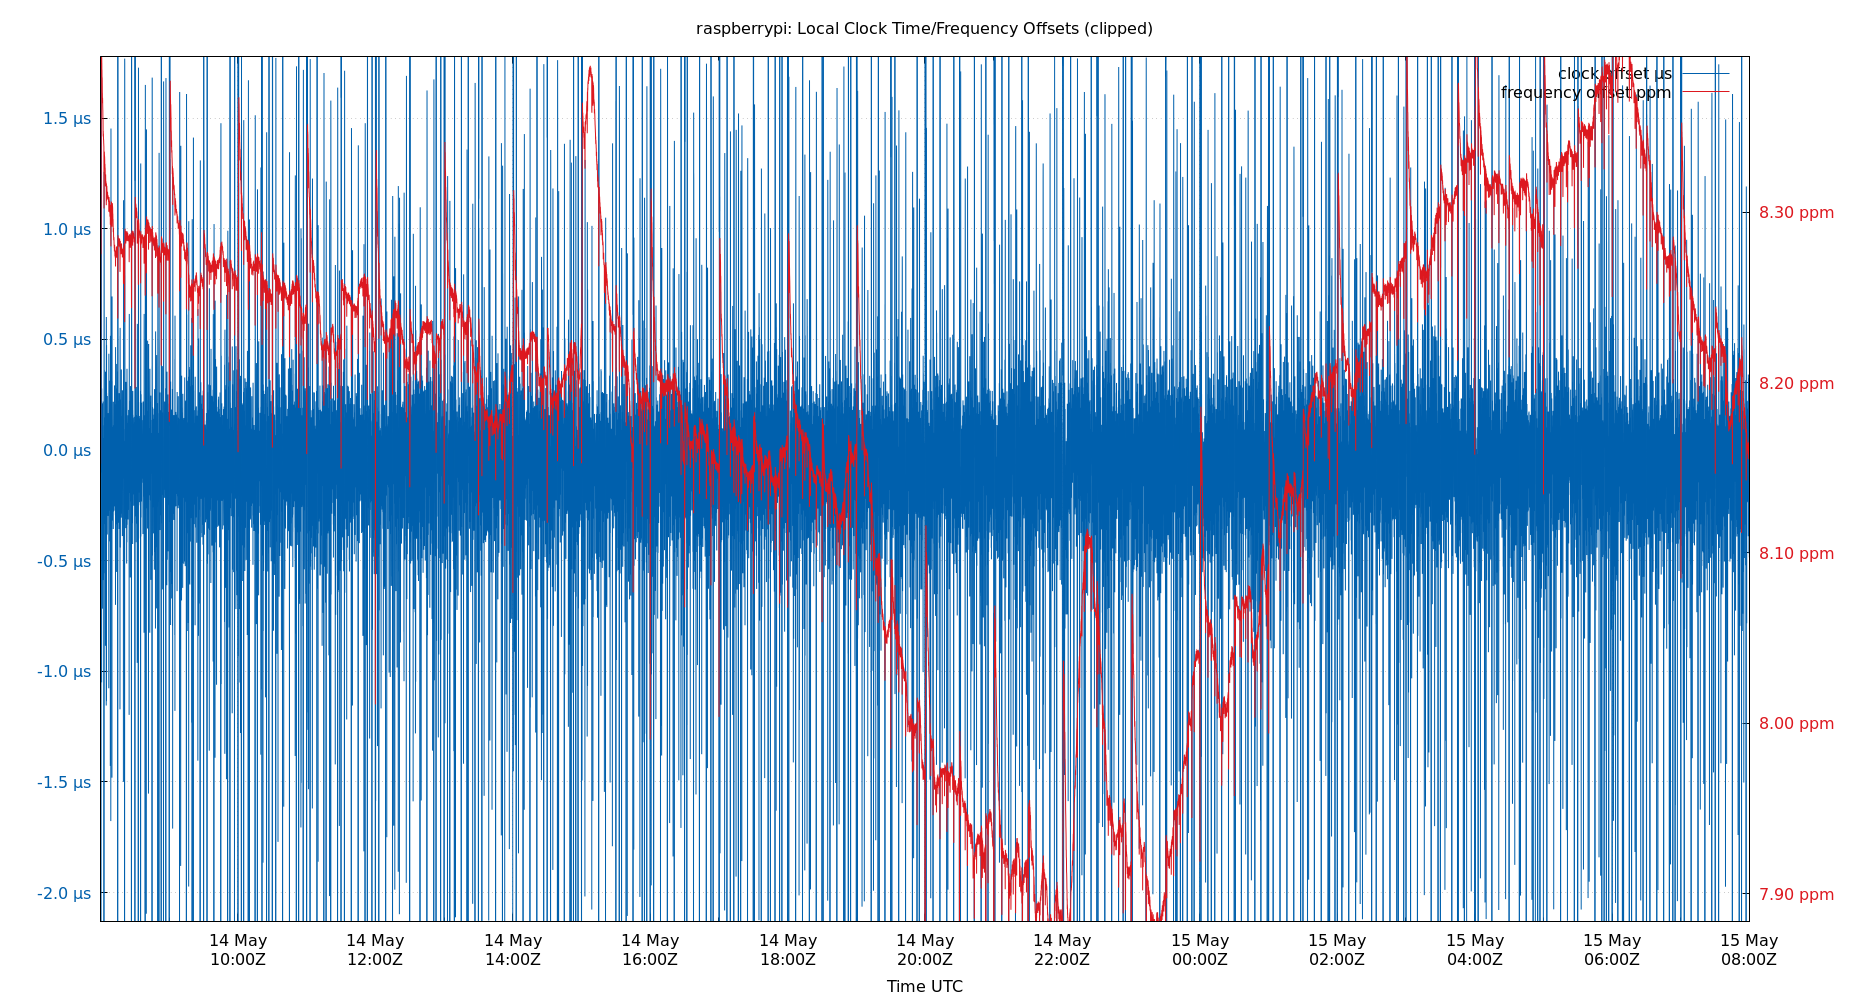 raspberrypi: Local Clock Time/Frequency Offsets (clipped)
clock offset µs
frequency offset ppm
1.5 µs
1.0 µs
0.5 µs
0.0 µs
-0.5 µs
-1.0 µs
-1.5 µs
-2.0 µs
8.30 ppm
8.20 ppm
8.10 ppm
8.00 ppm
7.90 ppm
14 May 14 May 14 May 14 May 14 May 14 May 14 May 15 May 15 May 15 May 15 May 15 May
10:00Z 12:00Z 14:00Z 16:00Z 18:00Z 20:00Z 22:00Z 00:00Z 02:00Z 04:00Z 06:00Z 08:00Z
Time UTC